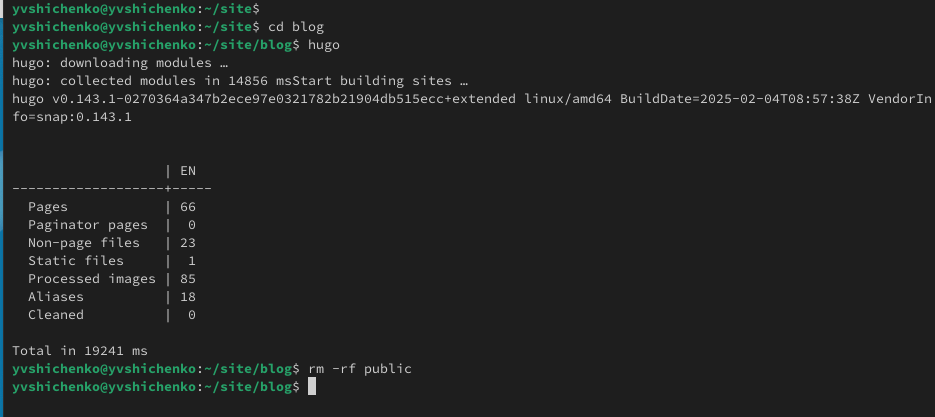 yvshichenko@yvshichenko:~/site$
yvshichenko@yvshichenko:~/site$ cd blog
yvshichenko@yvshichenko:~/site/blog$ hugo
hugo: downloading modules …
hugo: collected modules in 14856 msStart building sites …
hugo v0.143.1-0270364a347b2ece97e0321782b21904db515ecc+extended linux/amd64 BuildDate=2025-02-04T08:57:38Z VendorIn
fo=snap:0.143.1
                   | EN
-------------------+-----
  Pages            | 66
  Paginator pages  |  0
  Non-page files   | 23
  Static files     |  1
  Processed images | 85
  Aliases          | 18
  Cleaned          |  0
Total in 19241 ms
yvshichenko@yvshichenko:~/site/blog$ rm -rf public
yvshichenko@yvshichenko:~/site/blog$